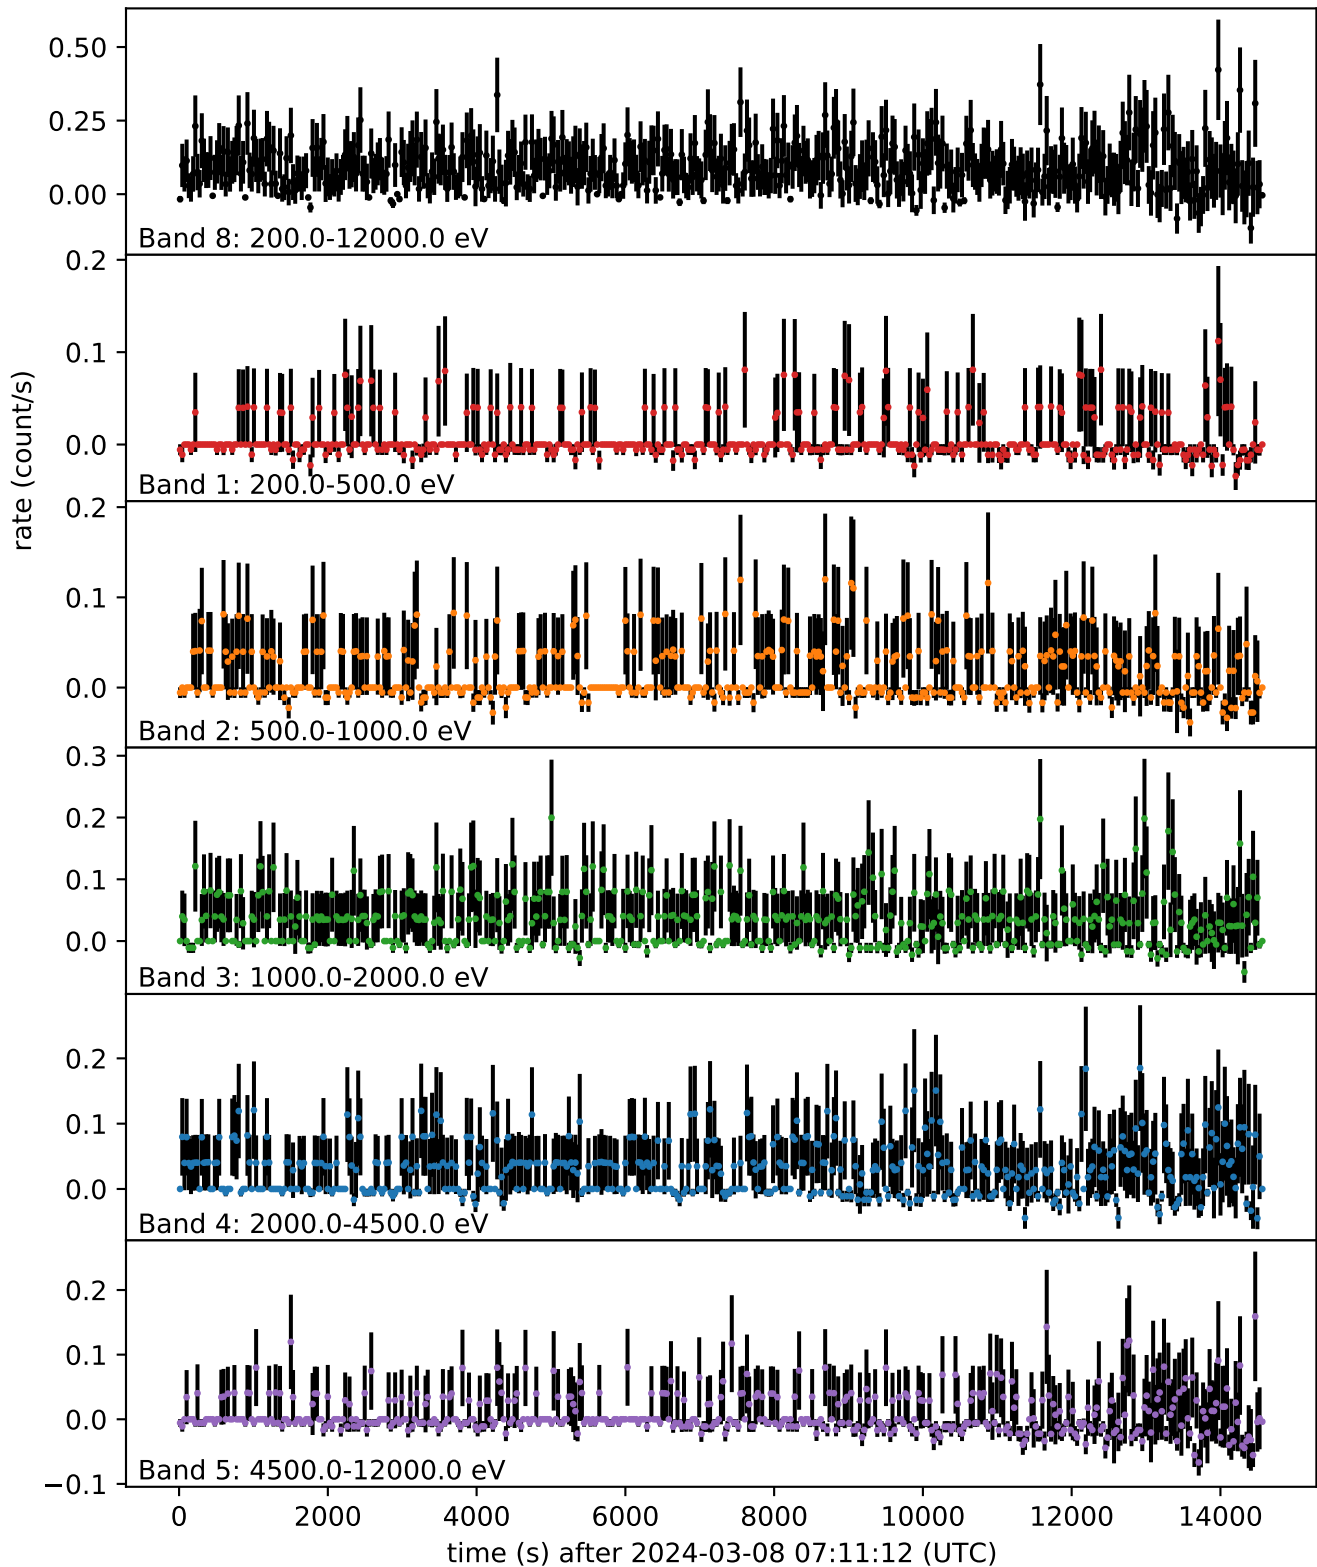 0.50
0.25
0.00
Band 8: 200.0-12000.0 eV
0.2
0.1
0.0
Band 1: 200.0-500.0 eV
rate (count/s)
0.2
0.1
0.0
Band 2: 500.0-1000.0 eV
0.3
0.2
0.1
0.0
Band 3: 1000.0-2000.0 eV
0.2
0.1
0.0
Band 4: 2000.0-4500.0 eV
0.2
0.1
0.0
−0.1
Band 5: 4500.0-12000.0 eV
0 2000 4000 6000 8000 10000 12000 14000
time (s) after 2024-03-08 07:11:12 (UTC)